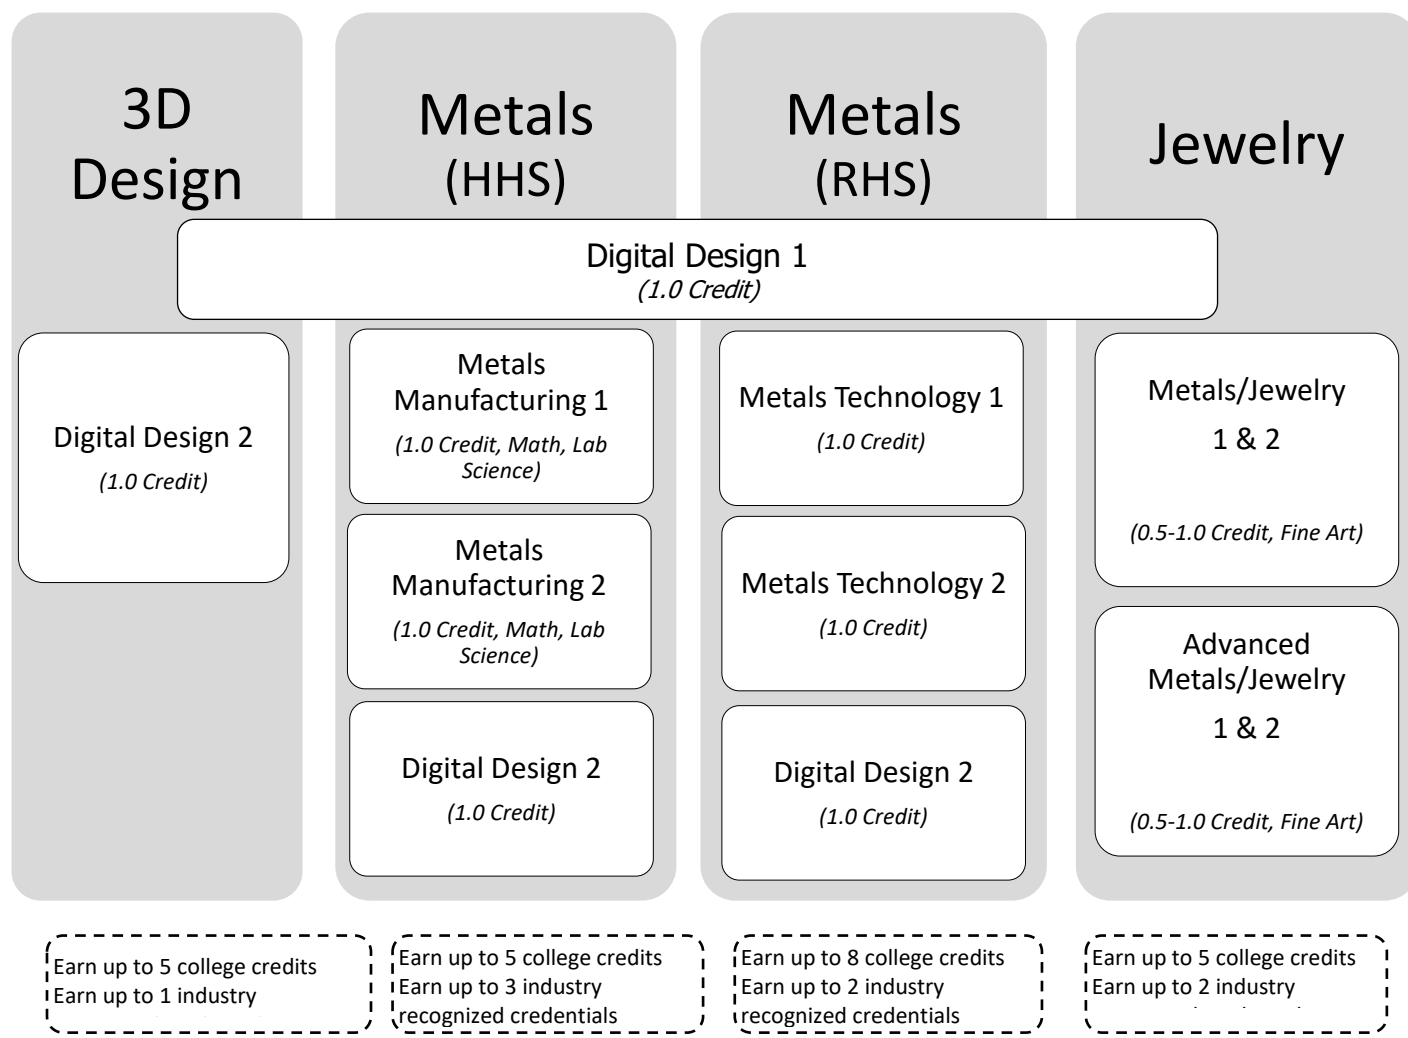 3D
Design
Metals
(HHS)
Metals
(RHS)
Jewelry
Digital Design 1
(1.0 Credit)
Digital Design 2
(1.0 Credit)
Metals
Manufacturing 1
(1.0 Credit, Math, Lab
Science)
Metals
Manufacturing 2
(1.0 Credit, Math, Lab
Science)
Digital Design 2
(1.0 Credit)
Metals Technology 1
(1.0 Credit)
Metals Technology 2
(1.0 Credit)
Digital Design 2
(1.0 Credit)
Metals/Jewelry
1 & 2
(0.5-1.0 Credit, Fine Art)
Advanced
Metals/Jewelry
1 & 2
(0.5-1.0 Credit, Fine Art)
Earn up to 5 college credits
Earn up to 1 industry
Earn up to 5 college credits
Earn up to 3 industry
recognized credentials
Earn up to 8 college credits
Earn up to 2 industry
recognized credentials
Earn up to 5 college credits
Earn up to 2 industry